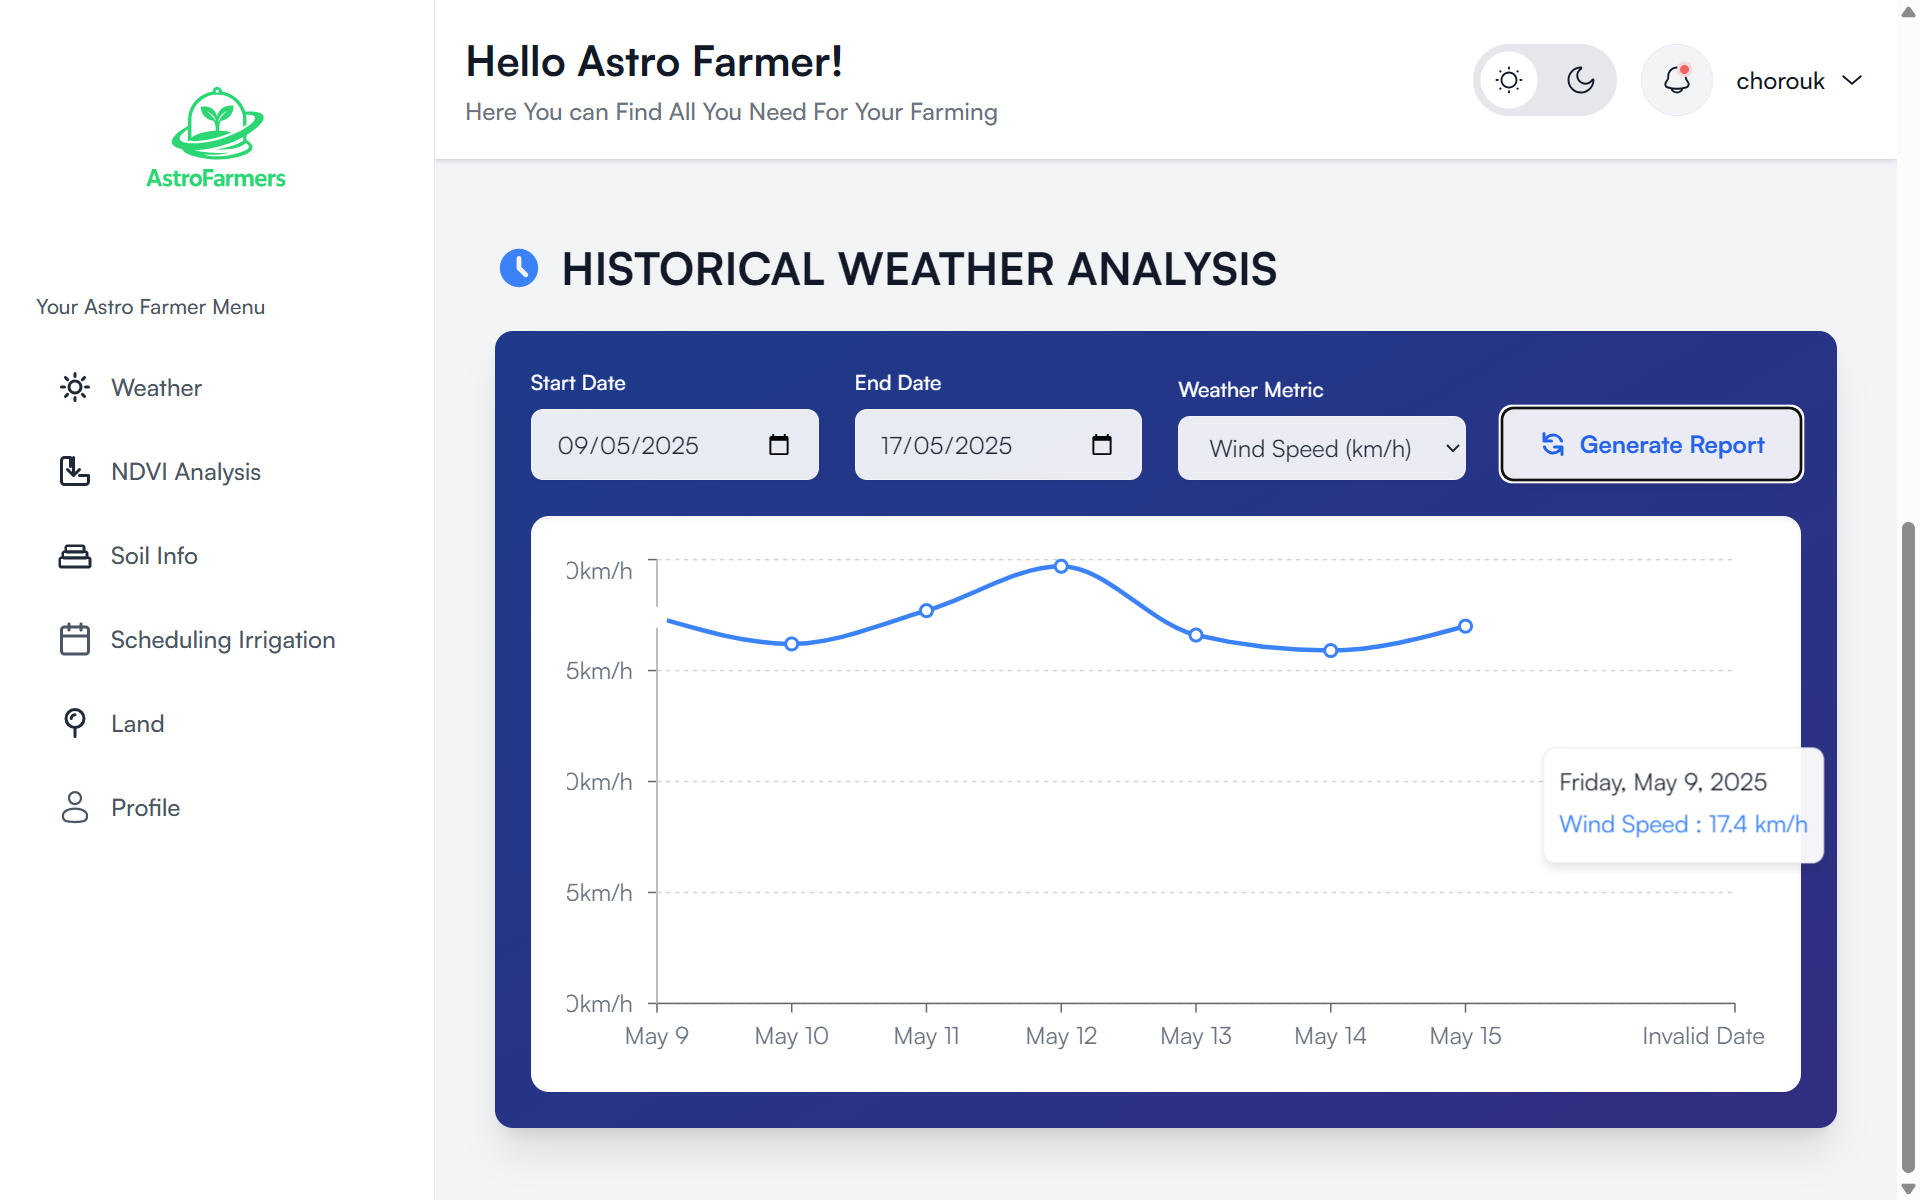 AstroFarmers
Your Astro Farmer Menu
Weather
NDVI Analysis
Soil Info
Scheduling Irrigation
Land
Profile
Hello Astro Farmer!
Here You can Find All You Need For Your Farming
chorouk
HISTORICAL WEATHER ANALYSIS
Start Date
09/05/2025
End Date
17/05/2025
Weather Metric
Wind Speed (km/h)
Generate Report
0km/h
5km/h
0km/h
5km/h
0km/h
Friday, May 9, 2025
Wind Speed : 17.4 km/h
May 9 May 10 May 11 May 12 May 13 May 14 May 15 Invalid Date